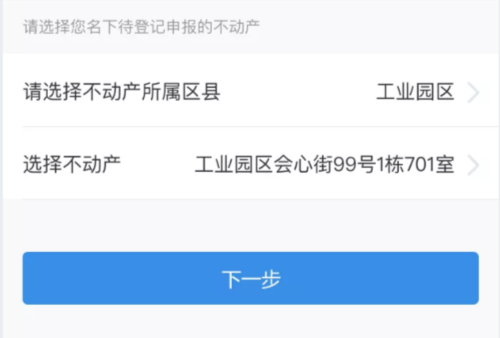 请选择您名下待登记申报的不动产
请选择不动产所属区县 工业园区
选择不动产 工业园区会心街99号1栋701室
下一步